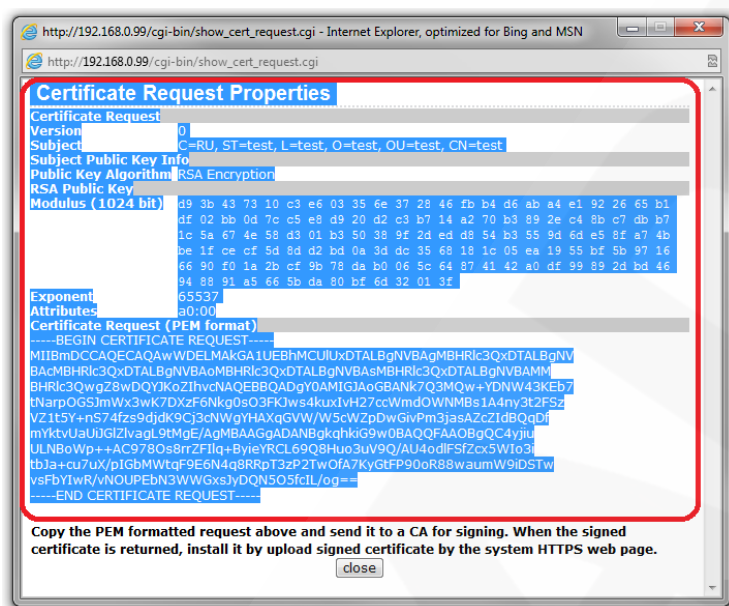 http://192.168.0.99/cgi-bin/show_cert_request.cgi - Internet Explorer, optimized for Bing and MSN
http://192.168.0.99/cgi-bin/show_cert_request.cgi
Certificate Request Properties
Certificate Request
Version 0
Subject C=RU, ST=test, L=test, O=test, OU=test, CN=test
Subject Public Key Info
Public Key Algorithm RSA Encryption
RSA Public Key
Modulus (1024 bit) d9 3b 43 73 10 c3 e6 03 35 6e 37 28 46 fb b4 d6 ab a4 e1 92 26 65 b1
df 02 bb 0d 7c c5 e8 d9 20 d2 c3 b7 14 a2 70 b3 89 2e c4 8b c7 db b7
1c 5a 67 4e 58 d3 01 b3 50 38 9f 2d ed d8 54 b3 55 9d 6d e5 8f a7 4b
be 1f ce cf 5d 8d d2 bd 0a 3d dc 35 68 18 1c 05 ea 19 55 bf 5b 97 16
66 90 f0 1a 2b cf 9b 78 da b0 06 5c 64 87 41 42 a0 df 99 89 2d bd 46
94 88 91 a5 66 5b da 80 bf 6d 32 01 3f
Exponent 65537
Attributes a0:00
Certificate Request (PEM format)
-----BEGIN CERTIFICATE REQUEST-----
MIIBmDCCAQECAQAwWDELMAkGA1UEBhMCUlUxDTALBgNVBAgMBHRlc3QxDTALBgNV
BAcMBHRlc3QxDTALBgNVBAoMBHRlc3QxDTALBgNVBAsMBHRlc3QxDTALBgNVBAMM
BHRlc3QwgZ8wDQYJKoZIhvcNAQEBBQADgY0AMIGJAoGBANk7Q3MQw+YDNW43KEb7
tNarpOGSJmWx3wK7DXzF6Nkg0sO3FKJws4kuxIvH27ccWmdOWNMBs1A4ny3t2FSz
VZ1t5Y+nS74fzs9djdK9Cj3cNWgYHAXqGVW/W5cWZpDwGivPm3jasAZcZIdBQqDf
mYktvUaUiJGlZlvagL9tMgE/AgMBAAGgADANBgkqhkiG9w0BAQQFAAOBgQC4yjiu
ULNBoWp++AC978Os8rrZFIlq+ByieYRCL69Q8Huo3uV9Q/AU4odlFSfZcx5WIo3i
tbJa+cu7uX/pIGbMWtqF9E6N4q8RRpT3zP2TwOfA7KyGtFP90oR88waumW9iDSTw
vsFbYIwR/vNOUPEbN3WWGxsJyDQN5O5fcIL/og==
-----END CERTIFICATE REQUEST-----
Copy the PEM formatted request above and send it to a CA for signing. When the signed
certificate is returned, install it by upload signed certificate by the system HTTPS web page.
close